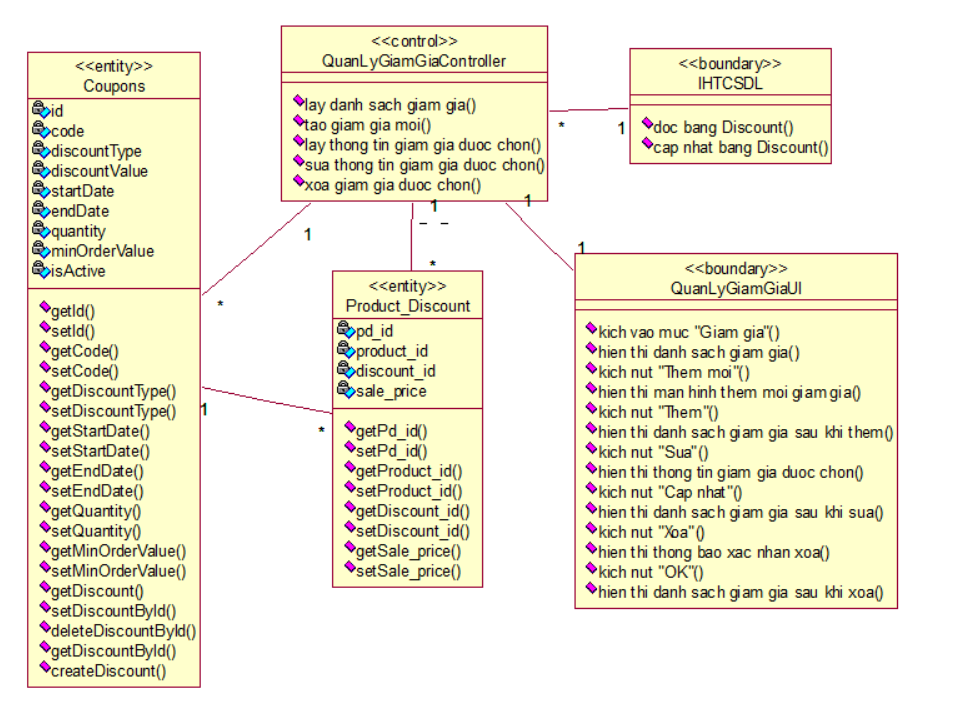 <<entity>>
Coupons
id
code
discountType
discountValue
startDate
endDate
quantity
minOrderValue
isActive
getId()
setId()
getCode()
setCode()
getDiscountType()
setDiscountType()
getStartDate()
setStartDate()
getEndDate()
setEndDate()
getQuantity()
setQuantity()
getMinOrderValue()
setMinOrderValue()
getDiscount()
setDiscountById()
deleteDiscountById()
getDiscountById()
createDiscount()
<<control>>
QuanLyGiamGiaController
lay danh sach giam gia()
tao giam gia moi()
lay thong tin giam gia duoc chon()
sua thong tin giam gia duoc chon()
xoa giam gia duoc chon()
<<boundary>>
IHTCSDL
doc bang Discount()
cap nhat bang Discount()
*
1
1
*
1
*
1
1
1
*
<<entity>>
Product_Discount
pd_id
product_id
discount_id
sale_price
getPd_id()
setPd_id()
getProduct_id()
setProduct_id()
getDiscount_id()
setDiscount_id()
getSale_price()
setSale_price()
<<boundary>>
QuanLyGiamGiaUI
kich vao muc "Giam gia"()
hien thi danh sach giam gia()
kich nut "Them moi"()
hien thi man hinh them moi giam gia()
kich nut "Them"()
hien thi danh sach giam gia sau khi them()
kich nut "Sua"()
hien thi thong tin giam gia duoc chon()
kich nut "Cap nhat"()
hien thi danh sach giam gia sau khi sua()
kich nut "Xoa"()
hien thi thong bao xac nhan xoa()
kich nut "OK"()
hien thi danh sach giam gia sau khi xoa()